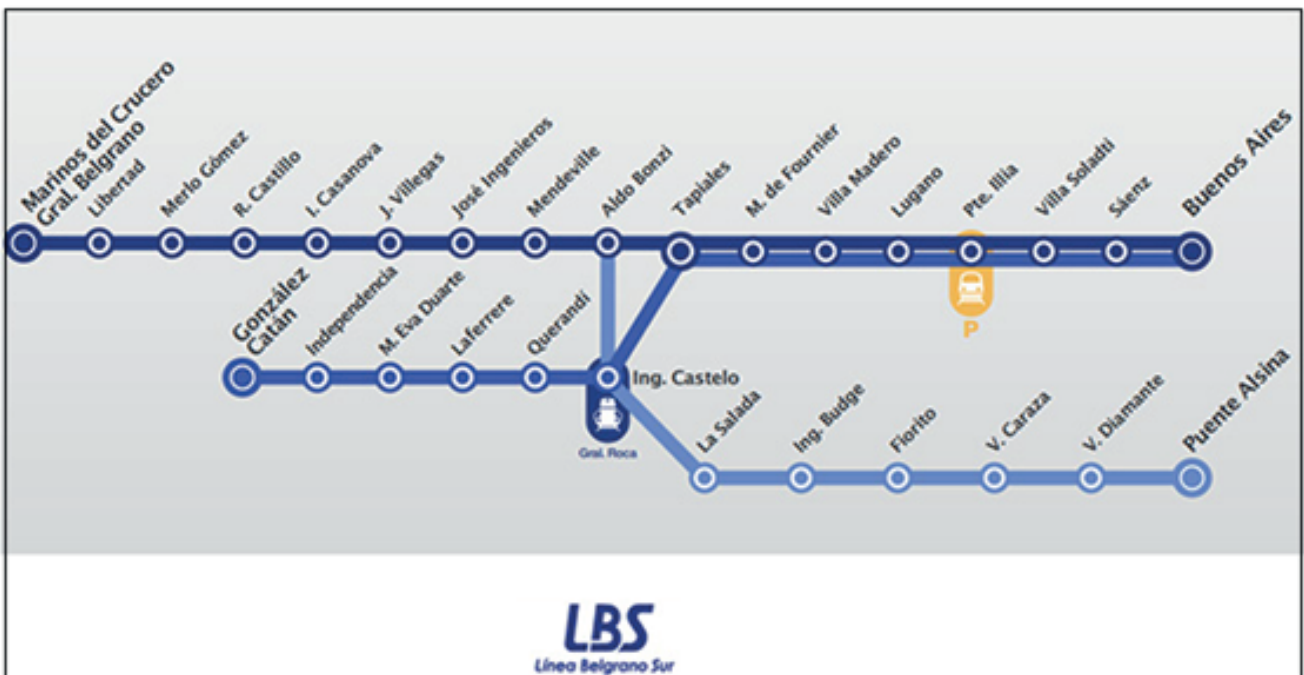 Marinos del Crucero
Gral. Belgrano
Libertad
Merlo Gómez
R. Castillo
I. Casanova
J. Villegas
José Ingenieros
Mendeville
Aldo Bonzi
Tapiales
M. de Fournier
Villa Madero
Lugano
Pte. Illia
Villa Soladti
Sáenz
Buenos Aires
P
González
Catán
Independencia
M. Eva Duarte
Laferrere
Querandí
Ing. Castelo
Gral. Roca
La Salada
Ing. Budge
Fiorito
V. Caraza
V. Diamante
Puente Alsina
LBS
Línea Belgrano Sur